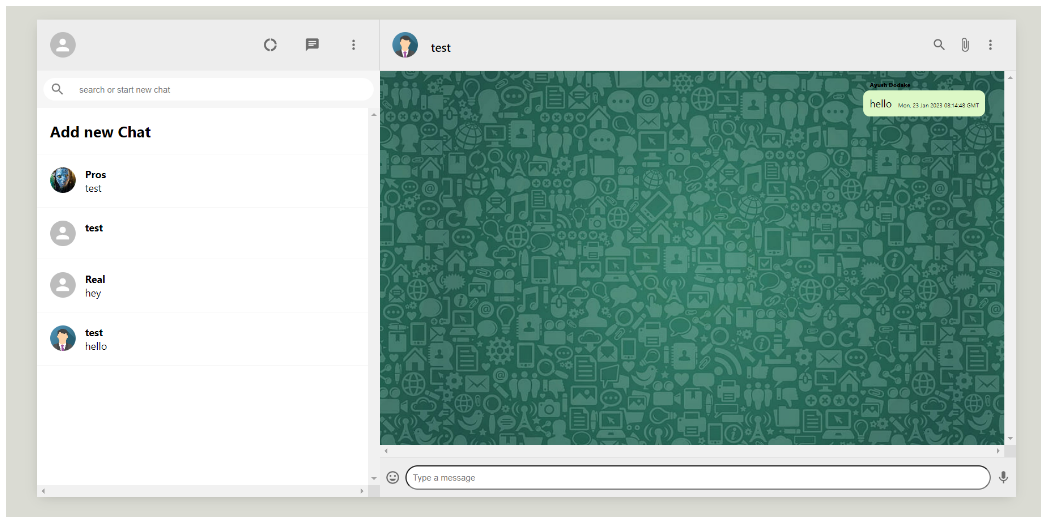 test
search or start new chat
Add new Chat
Pros
test
test
Real
hey
test
hello
Ayush Dodake
hello Mon, 23 Jan 2023 08:14:48 GMT
Type a message